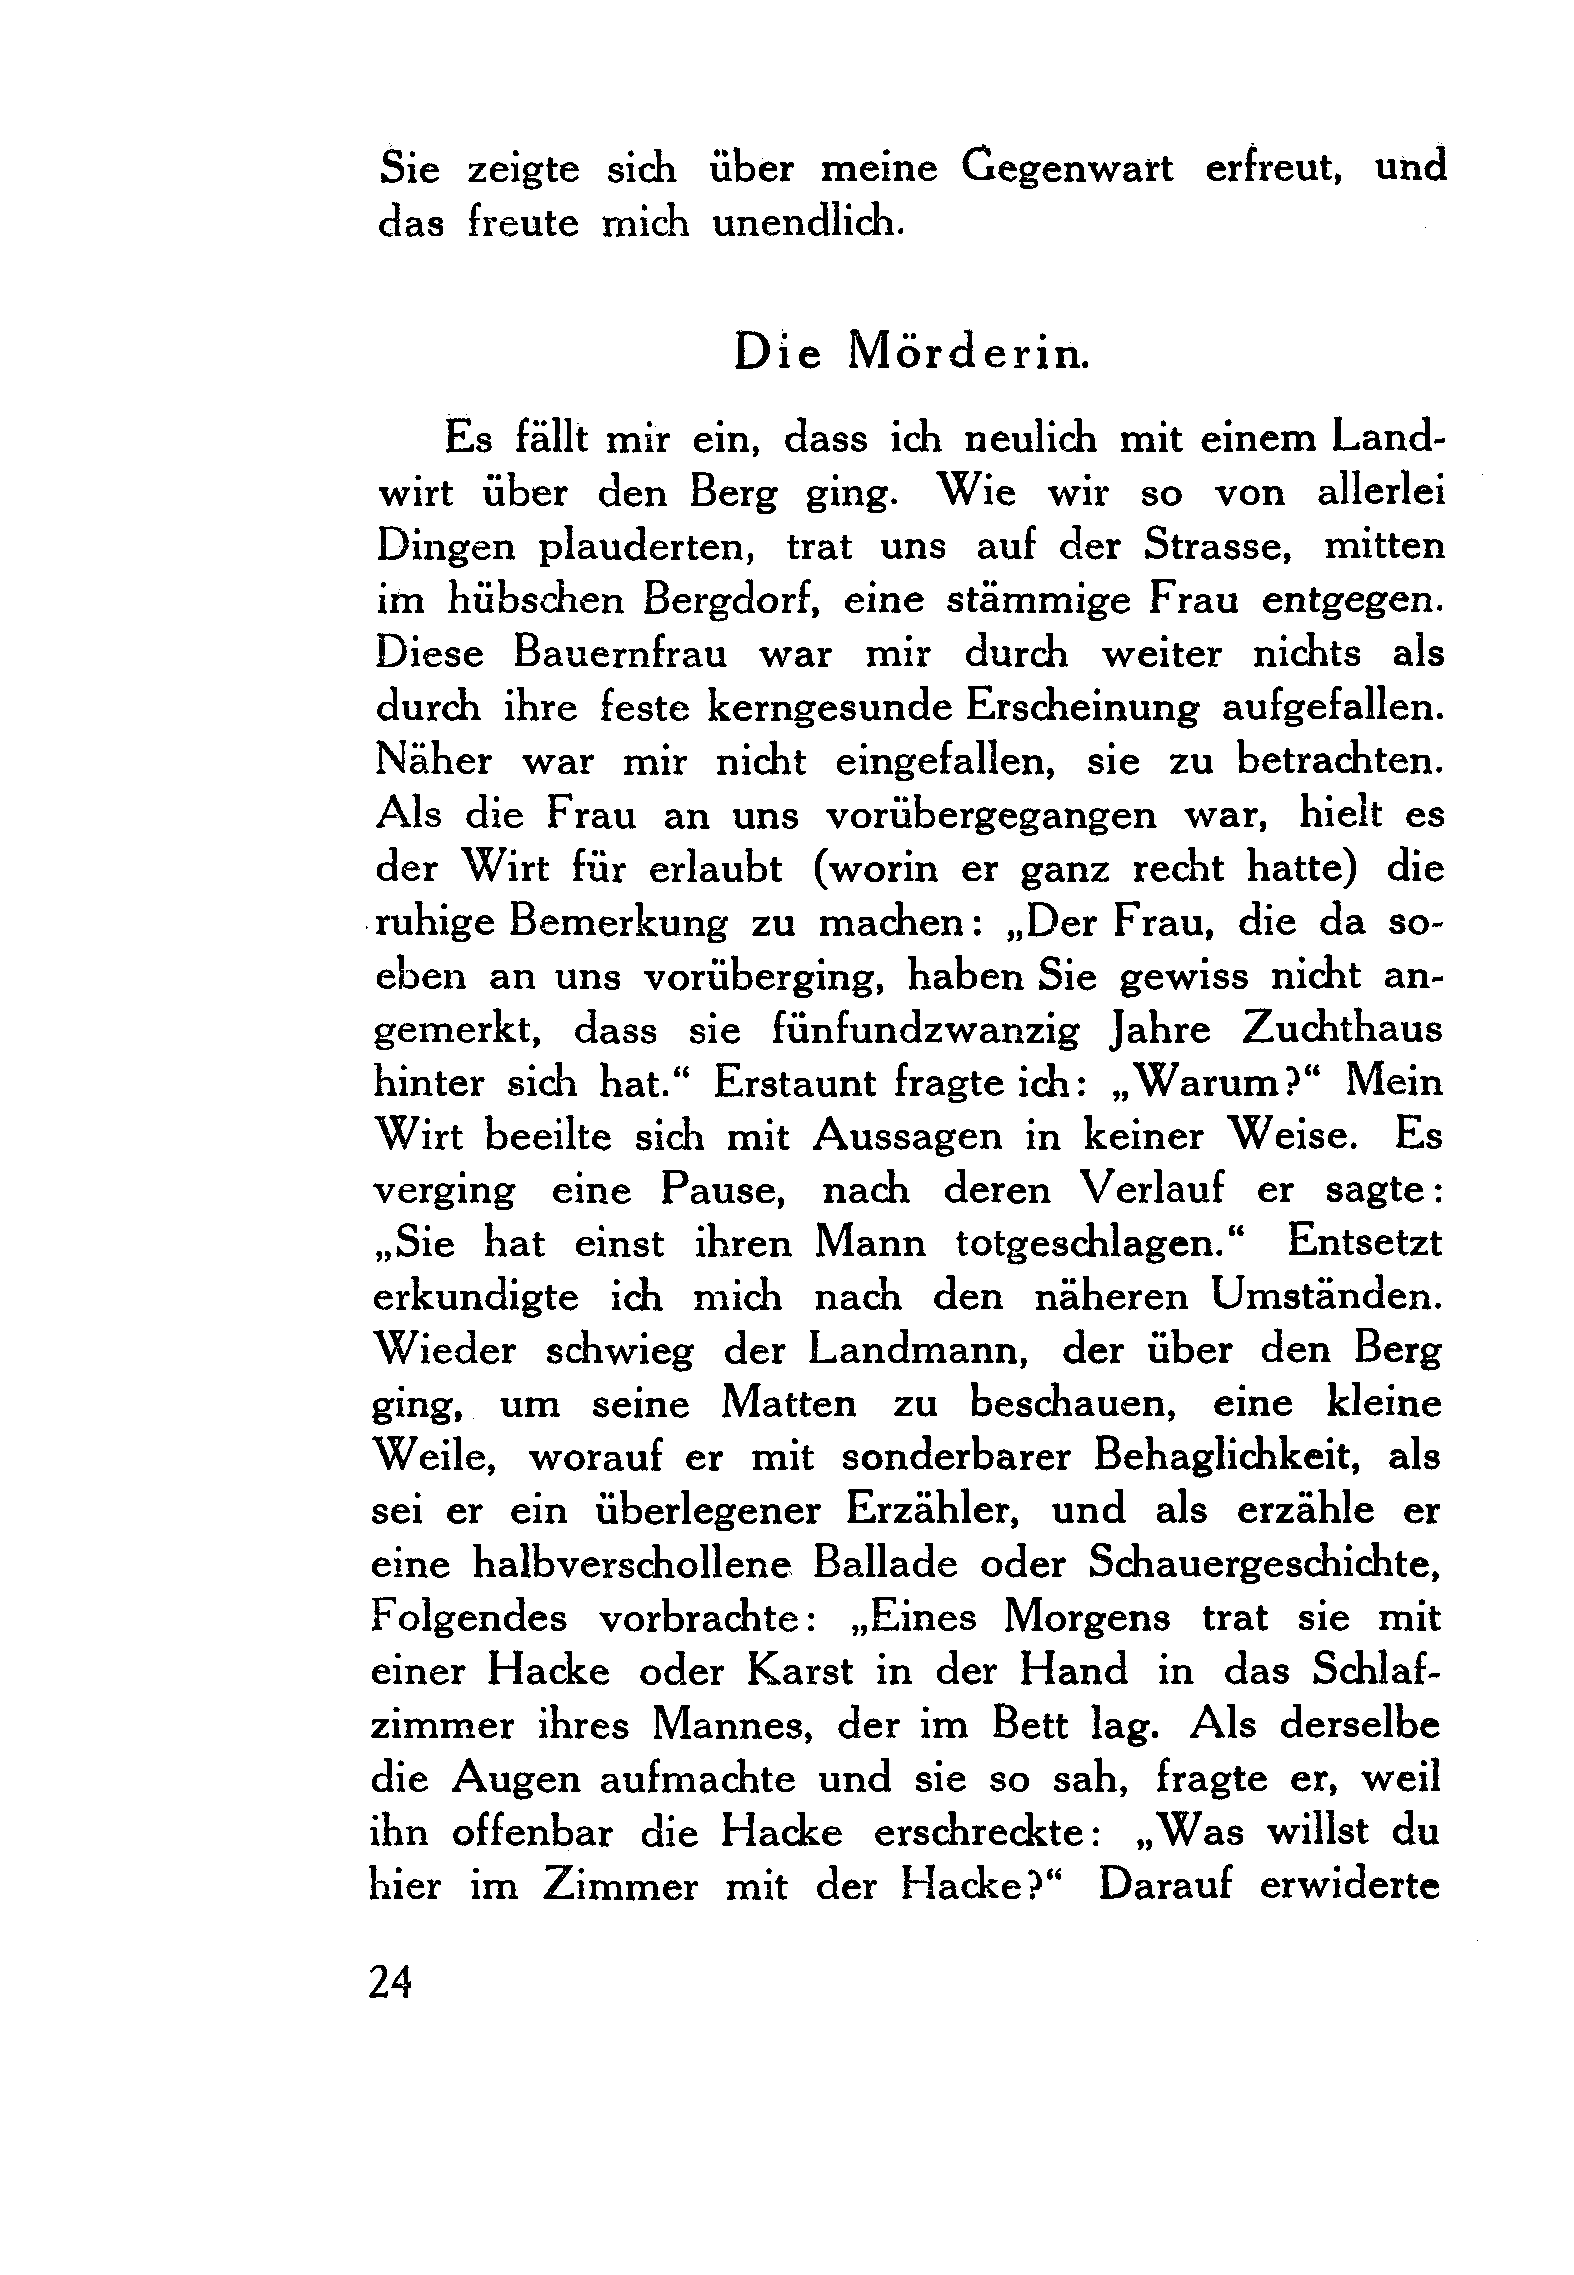 Sie zeigte sich über meine Gegenwart erfreut, und
das freute mich unendlich.
Die Mörderin.
Es fällt mir ein, dass ich neulich mit einem Land-
wirt über den Berg ging. Wie wir so von allerlei
Dingen plauderten, trat uns auf der Strasse, mitten
im hübschen Bergdorf, eine stämmige Frau entgegen.
Diese Bauernfrau war mir durch weiter nichts als
durch ihre feste kerngesunde Erscheinung aufgefallen.
Näher war mir nicht eingefallen, sie zu betrachten.
Als die Frau an uns vorübergegangen war, hielt es
der Wirt für erlaubt (worin er ganz recht hatte) die
ruhige Bemerkung zu machen: „Der Frau, die da so-
eben an uns vorüberging, haben Sie gewiss nicht an-
gemerkt, dass sie fünfundzwanzig Jahre Zuchthaus
hinter sich hat.“ Erstaunt fragte ich: „Warum?“ Mein
Wirt beeilte sich mit Aussagen in keiner Weise. Es
verging eine Pause, nach deren Verlauf er sagte:
„Sie hat einst ihren Mann totgeschlagen.“ Entsetzt
erkundigte ich mich nach den näheren Umständen.
Wieder schwieg der Landmann, der über den Berg
ging, um seine Matten zu beschauen, eine kleine
Weile, worauf er mit sonderbarer Behaglichkeit, als
sei er ein überlegener Erzähler, und als erzähle er
eine halbverschollene Ballade oder Schauergeschichte,
Folgendes vorbrachte: „Eines Morgens trat sie mit
einer Hacke oder Karst in der Hand in das Schlaf-
zimmer ihres Mannes, der im Bett lag. Als derselbe
die Augen aufmachte und sie so sah, fragte er, weil
ihn offenbar die Hacke erschreckte: „Was willst du
hier im Zimmer mit der Hacke?“ Darauf erwiderte
24